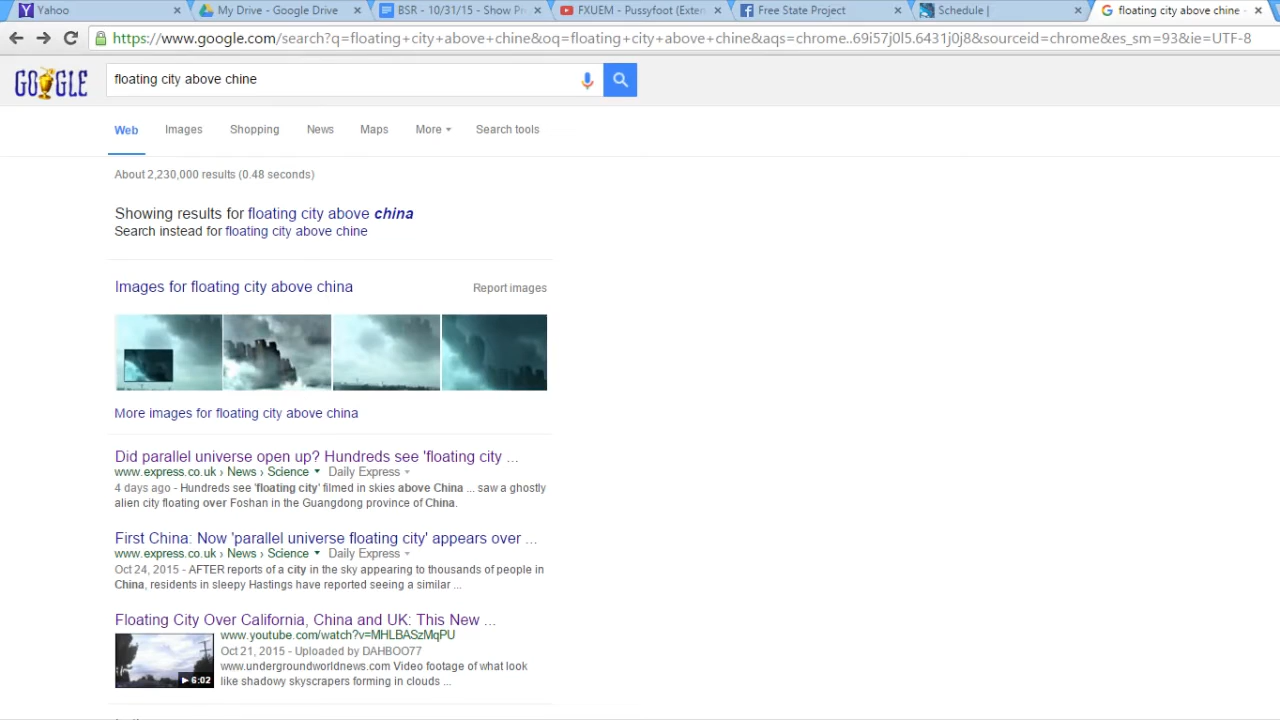 Yahoo
My Drive - Google Drive
BSR - 10/31/15 - Show Pr
FXUEM - Pussyfoot (Exten
Free State Project
Schedule |
floating city above chine -
https://www.google.com/search?q=floating+city+above+chine&oq=floating+city+above+chine&aqs=chrome..69i57j0l5.6431j0j8&sourceid=chrome&es_sm=93&ie=UTF-8
GOOGLE
floating city above chine
Web
Images
Shopping
News
Maps
More
Search tools
About 2,230,000 results (0.48 seconds)
Showing results for floating city above china
Search instead for floating city above chine
Images for floating city above china
Report images
More images for floating city above china
Did parallel universe open up? Hundreds see 'floating city ...
www.express.co.uk › News › Science Daily Express
4 days ago - Hundreds see 'floating city' filmed in skies above China ... saw a ghostly
alien city floating over Foshan in the Guangdong province of China.
First China: Now 'parallel universe floating city' appears over ...
www.express.co.uk › News › Science Daily Express
Oct 24, 2015 - AFTER reports of a city in the sky appearing to thousands of people in
China, residents in sleepy Hastings have reported seeing a similar ...
Floating City Over California, China and UK: This New ...
www.youtube.com/watch?v=MHLBASzMqPU
Oct 21, 2015 - Uploaded by DAHBOO77
www.undergroundworldnews.com Video footage of what look
like shadowy skyscrapers forming in clouds ...
6:02